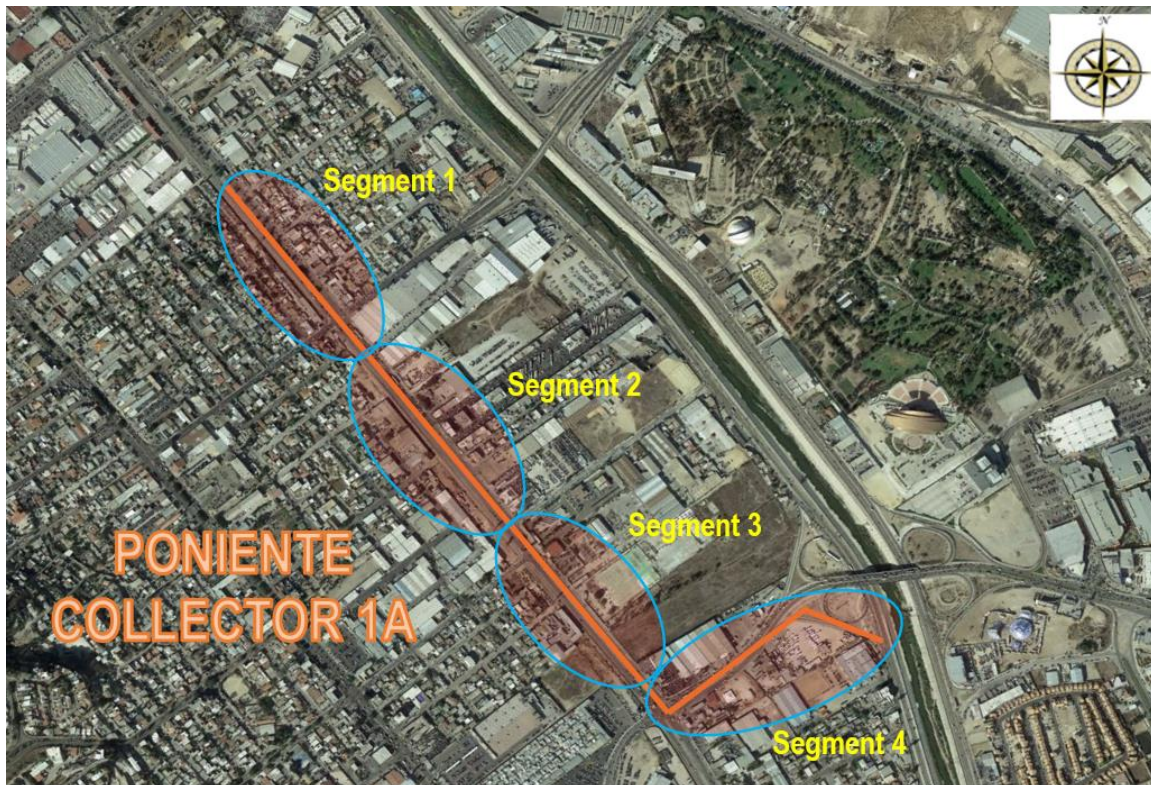 N
Segment 1
Segment 2
Segment 3
PONIENTE
COLLECTOR 1A
Segment 4